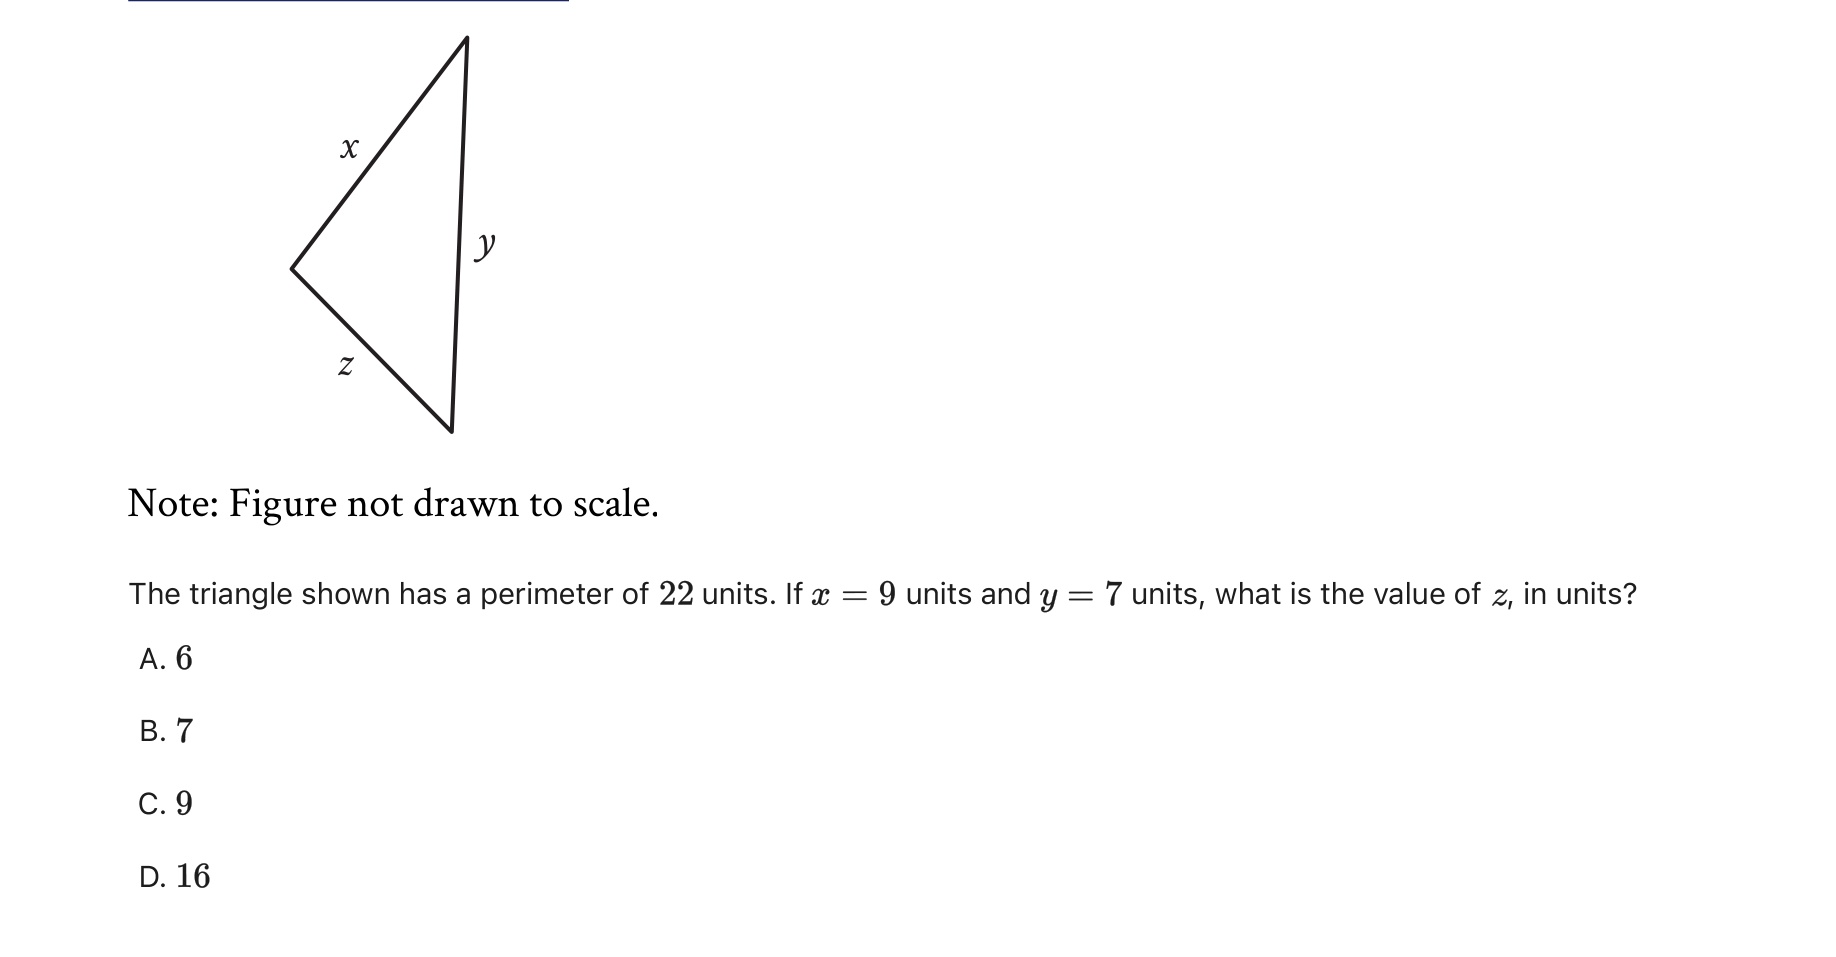 x
y
z
Note: Figure not drawn to scale.
The triangle shown has a perimeter of 22 units. If x = 9 units and y = 7 units, what is the value of z, in units?
A. 6
B. 7
C. 9
D. 16